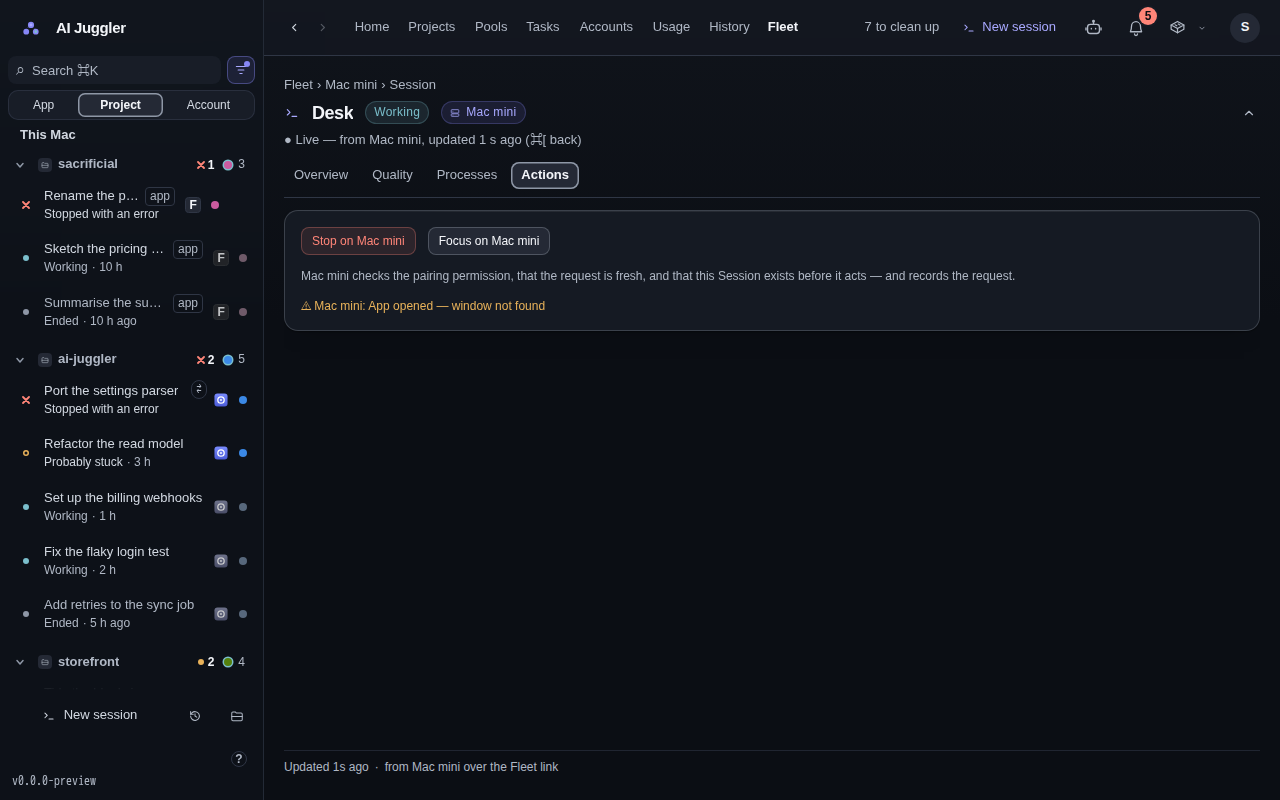 AI Juggler
Search ⌘K
App Project Account
This Mac
sacrificial 1 3
Rename the p… app F
Stopped with an error
Sketch the pricing … app F
Working · 10 h
Summarise the su… app F
Ended · 10 h ago
ai-juggler 2 5
Port the settings parser
Stopped with an error
Refactor the read model
Probably stuck · 3 h
Set up the billing webhooks
Working · 1 h
Fix the flaky login test
Working · 2 h
Add retries to the sync job
Ended · 5 h ago
storefront 2 4
New session
?
v0.0.0-preview
Home Projects Pools Tasks Accounts Usage History Fleet 7 to clean up New session 5 S
Fleet › Mac mini › Session
Desk Working Mac mini
● Live — from Mac mini, updated 1 s ago (⌘[ back)
Overview Quality Processes Actions
Stop on Mac mini Focus on Mac mini
Mac mini checks the pairing permission, that the request is fresh, and that this Session exists before it acts — and records the request.
⚠ Mac mini: App opened — window not found
Updated 1s ago · from Mac mini over the Fleet link